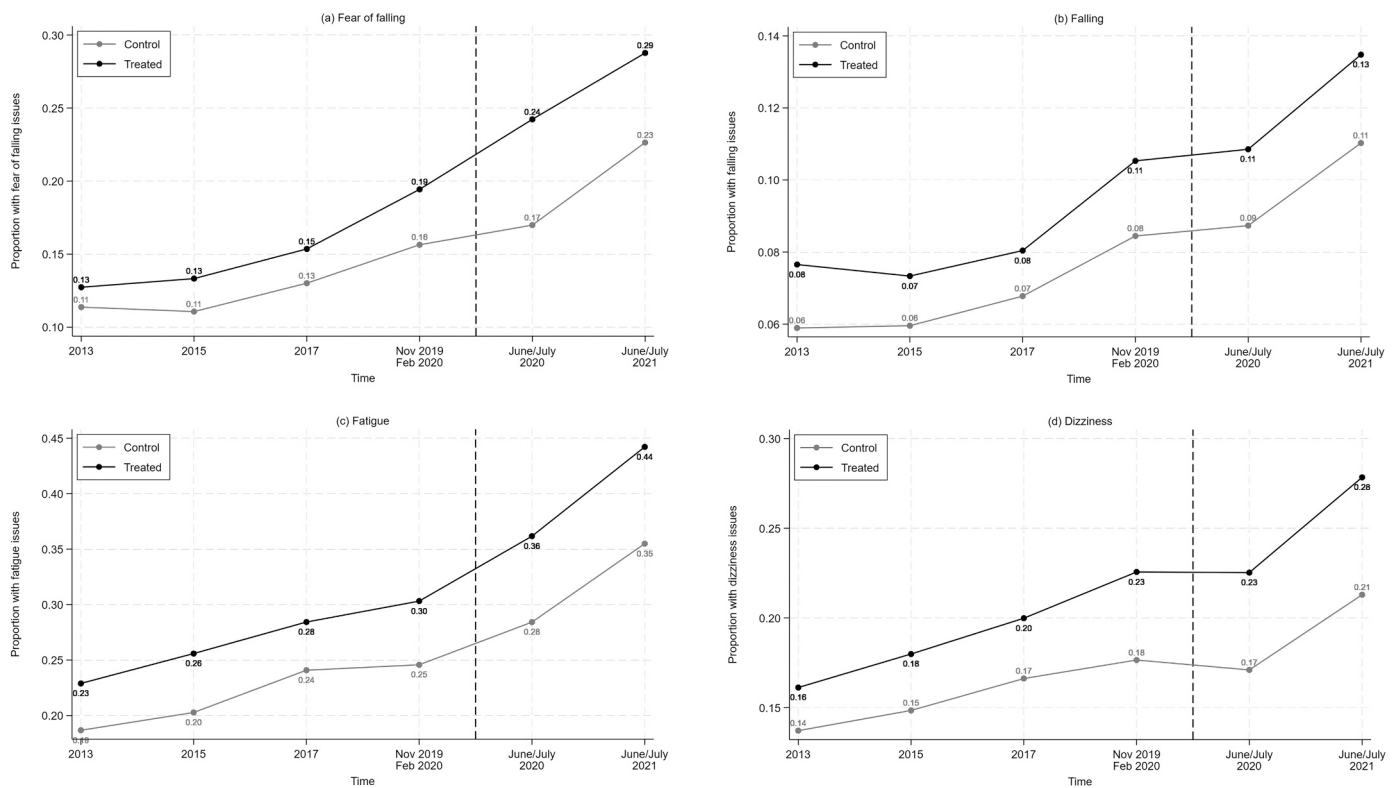 (a) Fear of falling
Control
Treated
Proportion with fear of falling issues
0.30
0.25
0.20
0.15
0.10
0.13
0.13
0.15
0.19
0.24
0.29
0.11
0.11
0.13
0.16
0.17
0.23
2013
2015
2017
Nov 2019
Feb 2020
June/July
2020
June/July
2021
Time
(b) Falling
Control
Treated
Proportion with falling issues
0.14
0.12
0.10
0.08
0.06
0.08
0.07
0.08
0.11
0.11
0.13
0.06
0.06
0.07
0.08
0.09
0.11
2013
2015
2017
Nov 2019
Feb 2020
June/July
2020
June/July
2021
Time
(c) Fatigue
Control
Treated
Proportion with fatigue issues
0.45
0.40
0.35
0.30
0.25
0.20
0.23
0.26
0.28
0.30
0.36
0.44
0.19
0.20
0.24
0.25
0.28
0.35
2013
2015
2017
Nov 2019
Feb 2020
June/July
2020
June/July
2021
Time
(d) Dizziness
Control
Treated
Proportion with dizziness issues
0.30
0.25
0.20
0.15
0.16
0.18
0.20
0.23
0.23
0.28
0.14
0.15
0.17
0.18
0.17
0.21
2013
2015
2017
Nov 2019
Feb 2020
June/July
2020
June/July
2021
Time